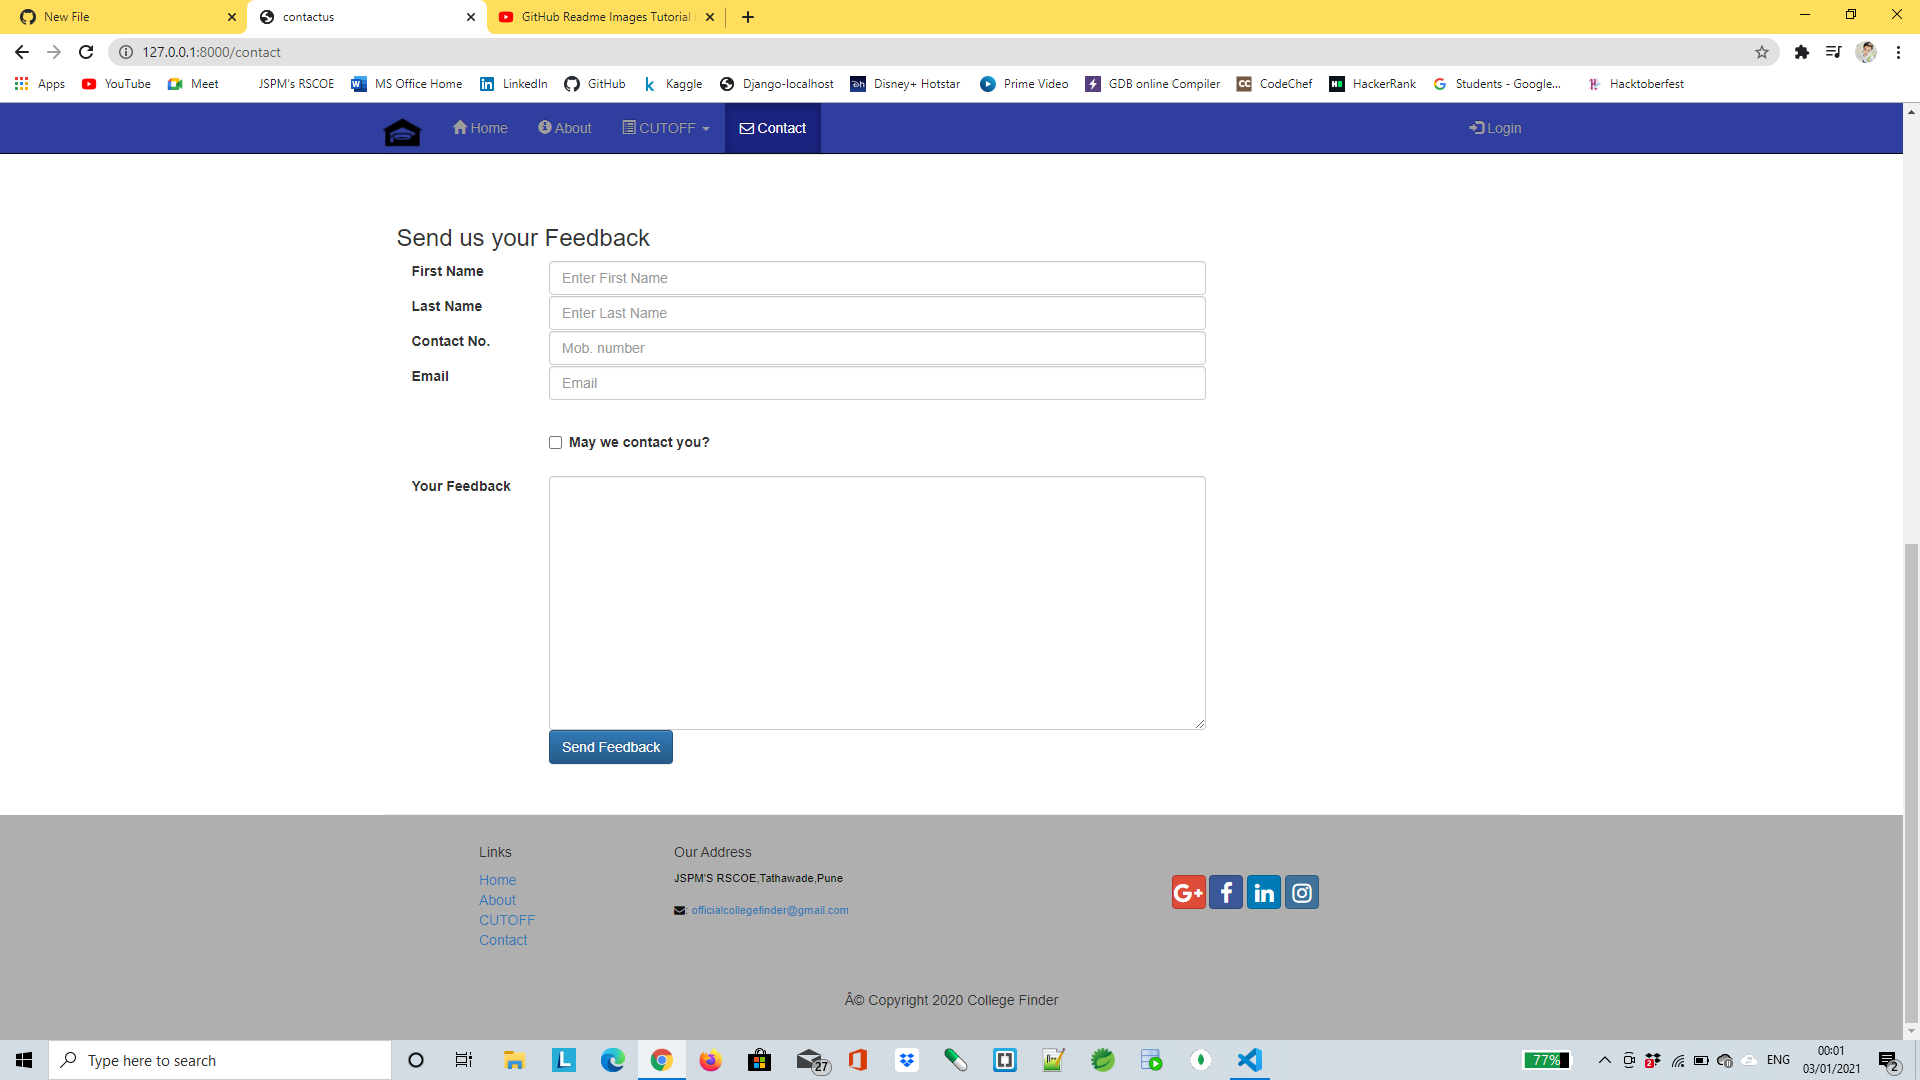 New File
contactus
GitHub Readme Images Tutorial
127.0.0.1:8000/contact
Apps YouTube Meet JSPM's RSCOE MS Office Home LinkedIn GitHub Kaggle Django-localhost Disney+ Hotstar Prime Video GDB online Compiler CodeChef HackerRank Students - Google... Hacktoberfest
Home About CUTOFF Contact Login
Send us your Feedback
First Name Enter First Name
Last Name Enter Last Name
Contact No. Mob. number
Email Email
May we contact you?
Your Feedback
Send Feedback
Links
Home
About
CUTOFF
Contact
Our Address
JSPM'S RSCOE,Tathawade,Pune
: officialcollegefinder@gmail.com
G+ f in
Â© Copyright 2020 College Finder
Type here to search
27
77%
ENG
00:01
03/01/2021
2